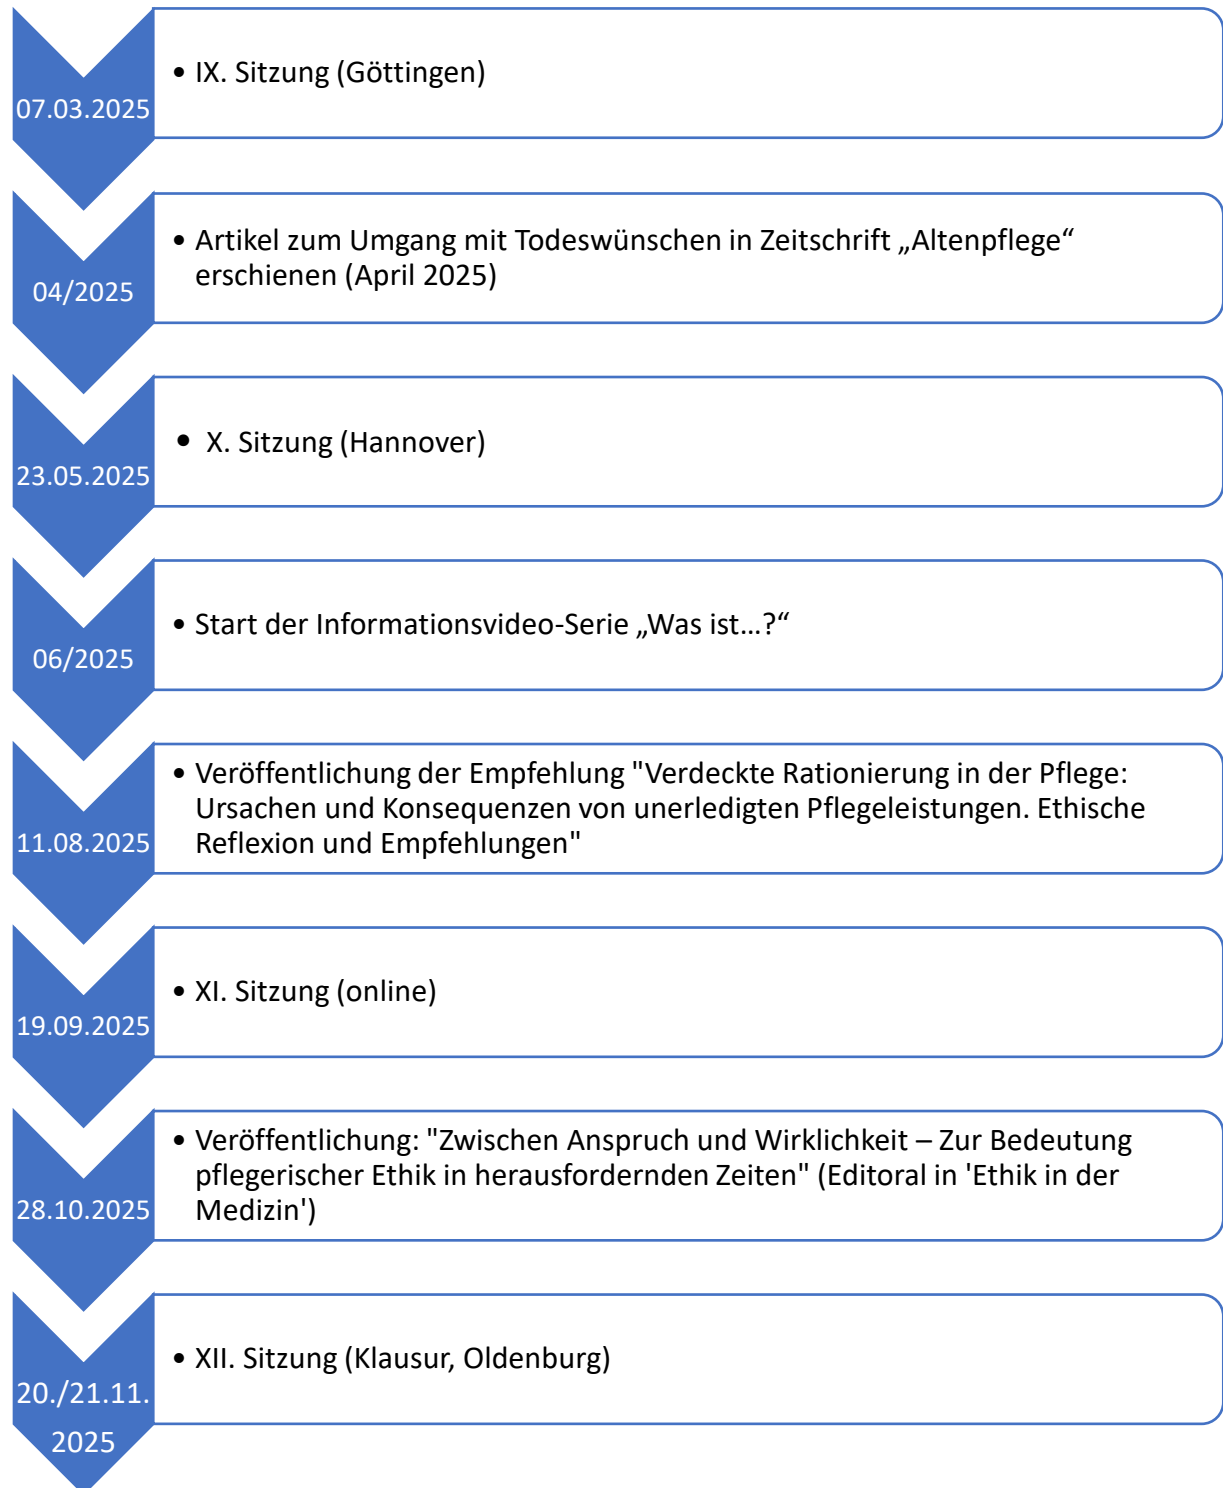 07.03.2025
• IX. Sitzung (Göttingen)
04/2025
• Artikel zum Umgang mit Todeswünschen in Zeitschrift „Altenpflege“
erschienen (April 2025)
23.05.2025
• X. Sitzung (Hannover)
06/2025
• Start der Informationsvideo-Serie „Was ist…?“
11.08.2025
• Veröffentlichung der Empfehlung "Verdeckte Rationierung in der Pflege:
Ursachen und Konsequenzen von unerledigten Pflegeleistungen. Ethische
Reflexion und Empfehlungen"
19.09.2025
• XI. Sitzung (online)
28.10.2025
• Veröffentlichung: "Zwischen Anspruch und Wirklichkeit – Zur Bedeutung
pflegerischer Ethik in herausfordernden Zeiten" (Editoral in 'Ethik in der
Medizin')
20./21.11.
2025
• XII. Sitzung (Klausur, Oldenburg)